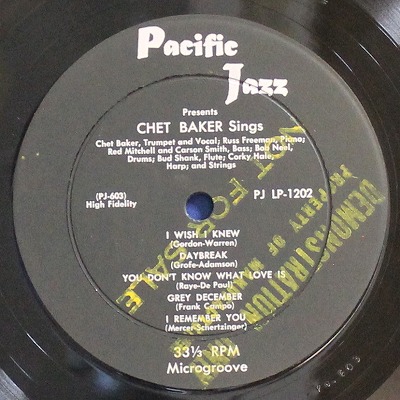 Pacific
Jazz
Presents
CHET BAKER Sings
Chet Baker, Trumpet and Vocal; Russ Freeman, Piano;
Red Mitchell and Carson Smith, Bass; Bob Neel,
Drums; Bud Shank, Flute; Corky Hale,
Harp; and Strings
(PJ-603)
High Fidelity
PJ LP-1202
I WISH I KNEW
(Gordon-Warren)
DAYBREAK
(Grofe-Adamson)
YOU DON'T KNOW WHAT LOVE IS
(Raye-De Paul)
GREY DECEMBER
(Frank Campo)
I REMEMBER YOU
(Mercer-Schertzinger)
33⅓ RPM
Microgroove
NOT FOR SALE
DEMONSTRATION
PROPERTY OF